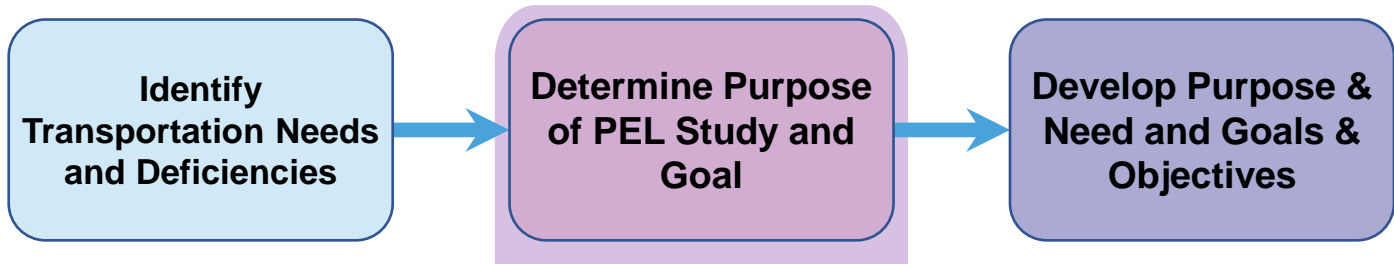 Identify
Transportation Needs
and Deficiencies
Determine Purpose
of PEL Study and
Goal
Develop Purpose &
Need and Goals &
Objectives